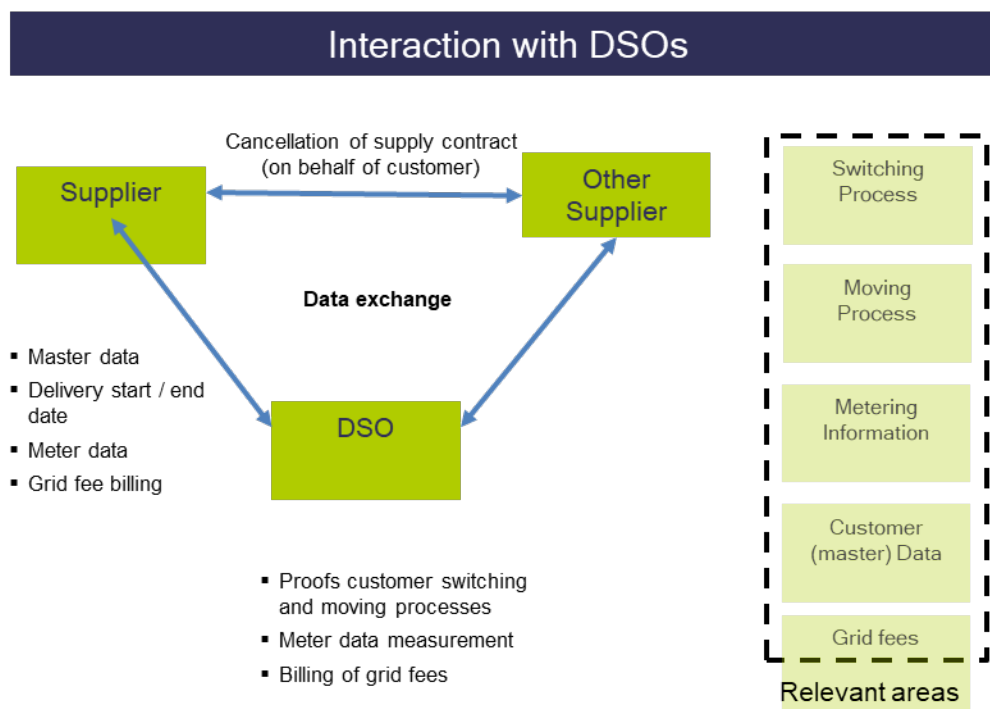 Interaction with DSOs
Cancellation of supply contract
(on behalf of customer)
Supplier
Other
Supplier
Data exchange
▪ Master data
▪ Delivery start / end
date
▪ Meter data
▪ Grid fee billing
DSO
▪ Proofs customer switching
and moving processes
▪ Meter data measurement
▪ Billing of grid fees
Switching
Process
Moving
Process
Metering
Information
Customer
(master) Data
Grid fees
Relevant areas